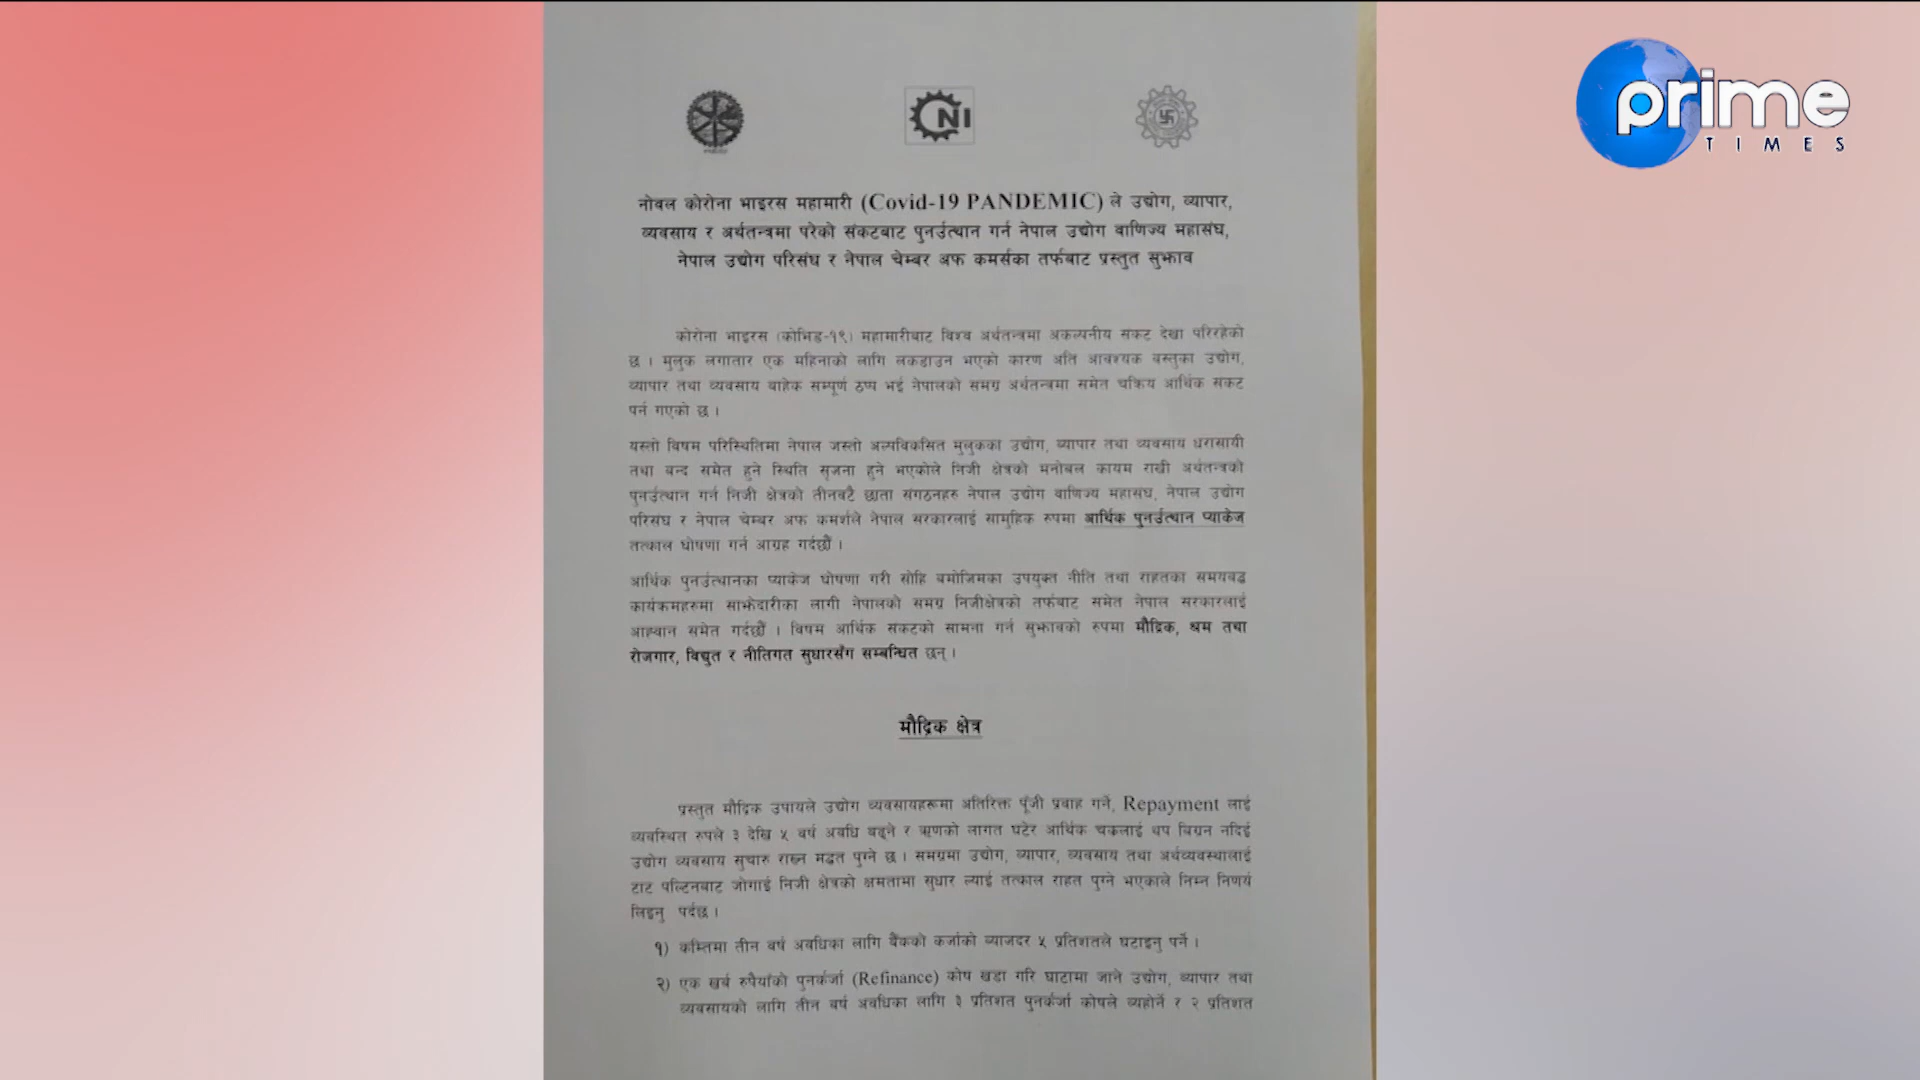 prime
TIMES
CNI
नोबल कोरोना भाइरस महामारी (Covid-19 PANDEMIC) ले उद्योग, व्यापार,
व्यवसाय र अर्थतन्त्रमा परेको संकटबाट पुनर्उत्थान गर्न नेपाल उद्योग वाणिज्य महासंघ,
नेपाल उद्योग परिसंघ र नेपाल चेम्बर अफ कमर्सका तर्फबाट प्रस्तुत सुझाव
कोरोना भाइरस (कोभिड-१९) महामारीबाट विश्व अर्थतन्त्रमा अकल्पनीय संकट देखा परिरहेको
छ । मुलुक लगातार एक महिनाको लागि लकडाउन भएको कारण अति आवश्यक वस्तुका उद्योग,
व्यापार तथा व्यवसाय बाहेक सम्पूर्ण ठप्प भई नेपालको समग्र अर्थतन्त्रमा समेत चक्रिय आर्थिक संकट
पर्न गएको छ ।
यस्तो विषम परिस्थितिमा नेपाल जस्तो अल्पविकसित मुलुकका उद्योग, व्यापार तथा व्यवसाय धरासायी
तथा बन्द समेत हुने स्थिति सृजना हुने भएकोले निजी क्षेत्रको मनोबल कायम राखी अर्थतन्त्रको
पुनर्उत्थान गर्न निजी क्षेत्रको तीनवटै छाता संगठनहरु नेपाल उद्योग वाणिज्य महासंघ, नेपाल उद्योग
परिसंघ र नेपाल चेम्बर अफ कमर्शले नेपाल सरकारलाई सामुहिक रुपमा आर्थिक पुनर्उत्थान प्याकेज
तत्काल घोषणा गर्न आग्रह गर्दछौं ।
आर्थिक पुनर्उत्थानका प्याकेज घोषणा गरी सोहि बमोजिमका उपयुक्त नीति तथा राहतका समयबद्ध
कार्यक्रमहरुमा साझेदारीका लागी नेपालको समग्र निजीक्षेत्रको तर्फबाट समेत नेपाल सरकारलाई
आह्वान समेत गर्दछौं । विषम आर्थिक संकटको सामना गर्न सुझावको रुपमा मौद्रिक, श्रम तथा
रोजगार, विद्युत र नीतिगत सुधारसँग सम्बन्धित छन् ।
मौद्रिक क्षेत्र
प्रस्तुत मौद्रिक उपायले उद्योग व्यवसायहरूमा अतिरिक्त पूँजी प्रवाह गर्ने, Repayment लाई
व्यवस्थित रुपले ३ देखि ५ वर्ष अवधि बढ्ने र ऋणको लागत घटेर आर्थिक चक्रलाई थप बिग्रन नदिई
उद्योग व्यवसाय सुचारु राख्न मद्धत पुग्ने छ । समग्रमा उद्योग, व्यापार, व्यवसाय तथा अर्थव्यवस्थालाई
टाट पल्टिनबाट जोगाई निजी क्षेत्रको क्षमतामा सुधार ल्याई तत्काल राहत पुग्ने भएकाले निम्न निणर्य
लिइनु पर्दछ ।
१) कम्तिमा तीन वर्ष अवधिका लागि बैंकको कर्जाको ब्याजदर ५ प्रतिशतले घटाइनु पर्ने ।
२) एक खर्ब रुपैयाँको पुनर्कर्जा (Refinance) कोष खडा गरि घाटामा जाने उद्योग, व्यापार तथा
व्यवसायको लागि तीन वर्ष अवधिका लागि ३ प्रतिशत पुनर्कर्जा कोषले व्यहोर्ने र २ प्रतिशत